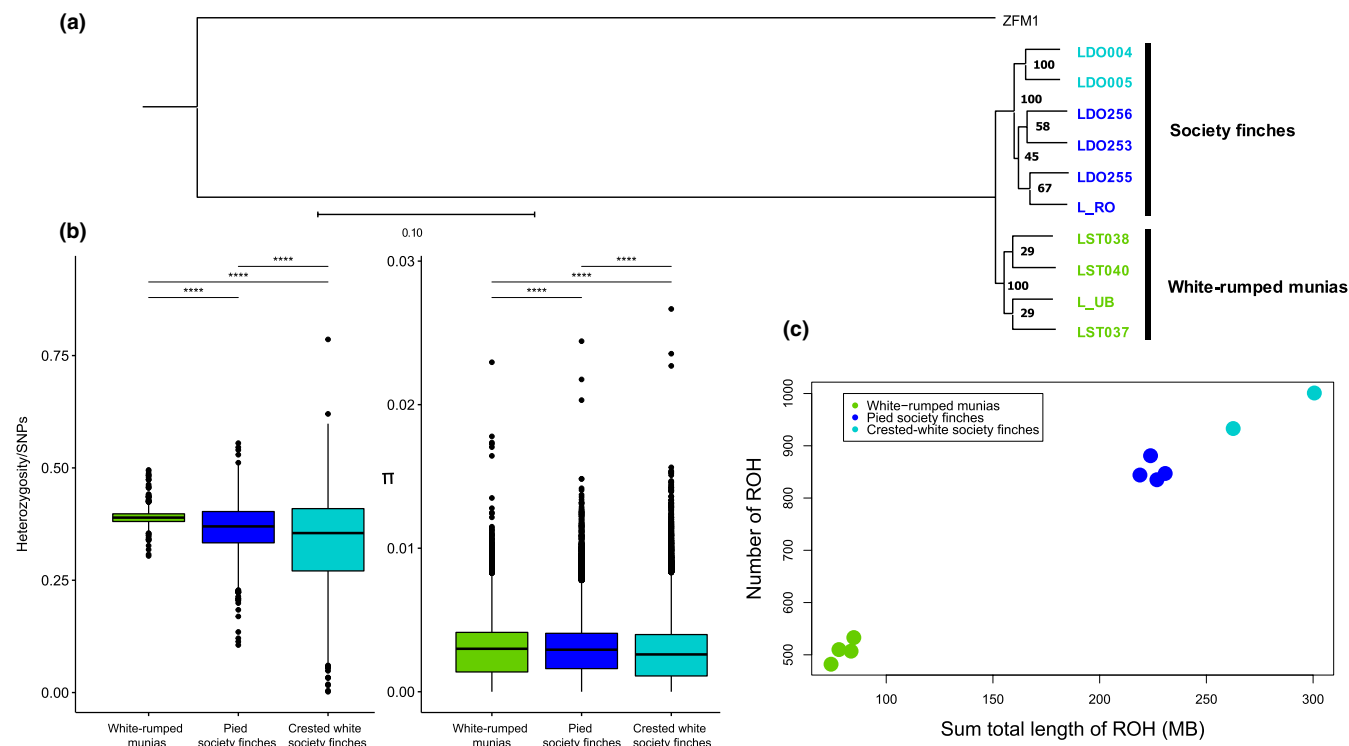 (a)
ZFM1
LDO004
100
LDO005
100
LDO256
58
LDO253
45
LDO255
67
L_RO
Society finches
LST038
29
LST040
100
L_UB
29
LST037
White-rumped munias
0.10
(b)
Heterozygosity/SNPs
0.75
0.50
0.25
0.00
****
****
****
White-rumped
munias
Pied
society finches
Crested white
society finches
π
0.03
0.02
0.01
0.00
****
****
****
White-rumped
munias
Pied
society finches
Crested white
society finches
(c)
White−rumped munias
Pied society finches
Crested−white society finches
Number of ROH
1000
900
800
700
600
500
100
150
200
250
300
Sum total length of ROH (MB)